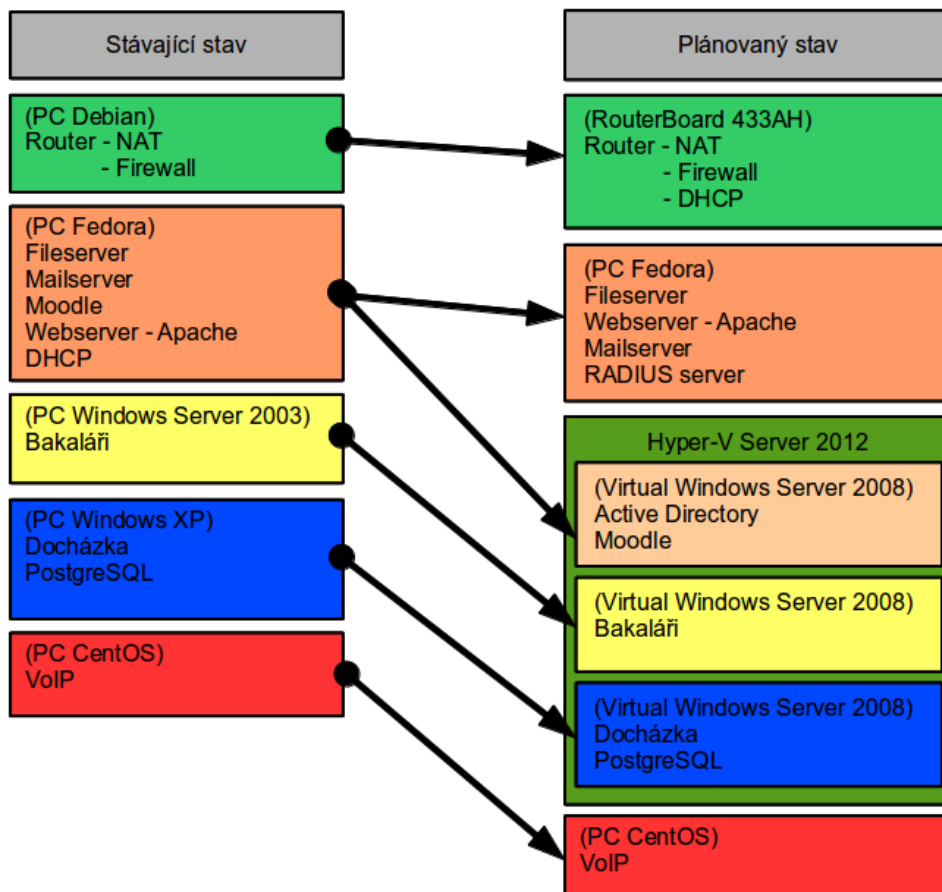 Stávající stav
(PC Debian)
Router - NAT
- Firewall
(PC Fedora)
Fileserver
Mailserver
Moodle
Webserver - Apache
DHCP
(PC Windows Server 2003)
Bakaláři
(PC Windows XP)
Docházka
PostgreSQL
(PC CentOS)
VoIP
Plánovaný stav
(RouterBoard 433AH)
Router - NAT
- Firewall
- DHCP
(PC Fedora)
Fileserver
Webserver - Apache
Mailserver
RADIUS server
Hyper-V Server 2012
(Virtual Windows Server 2008)
Active Directory
Moodle
(Virtual Windows Server 2008)
Bakaláři
(Virtual Windows Server 2008)
Docházka
PostgreSQL
(PC CentOS)
VoIP